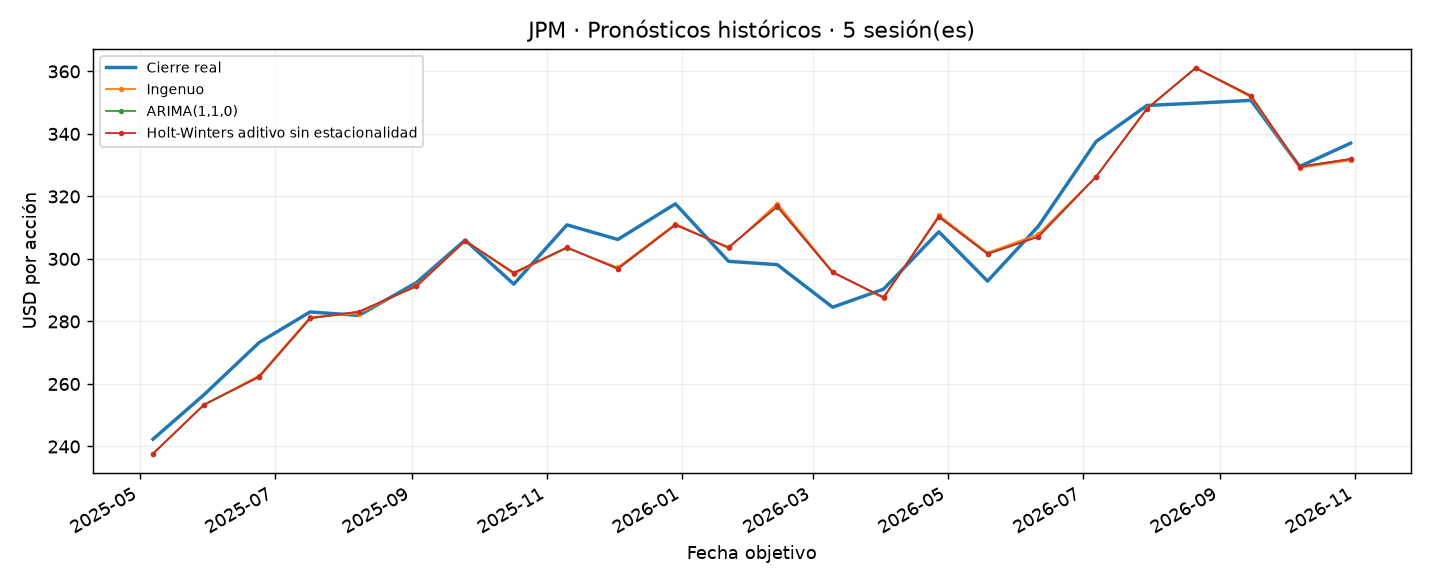 JPM · Pronósticos históricos · 5 sesión(es)
Cierre real
Ingenuo
ARIMA(1,1,0)
Holt-Winters aditivo sin estacionalidad
USD por acción
360
340
320
300
280
260
240
2025-05
2025-07
2025-09
2025-11
2026-01
2026-03
2026-05
2026-07
2026-09
2026-11
Fecha objetivo